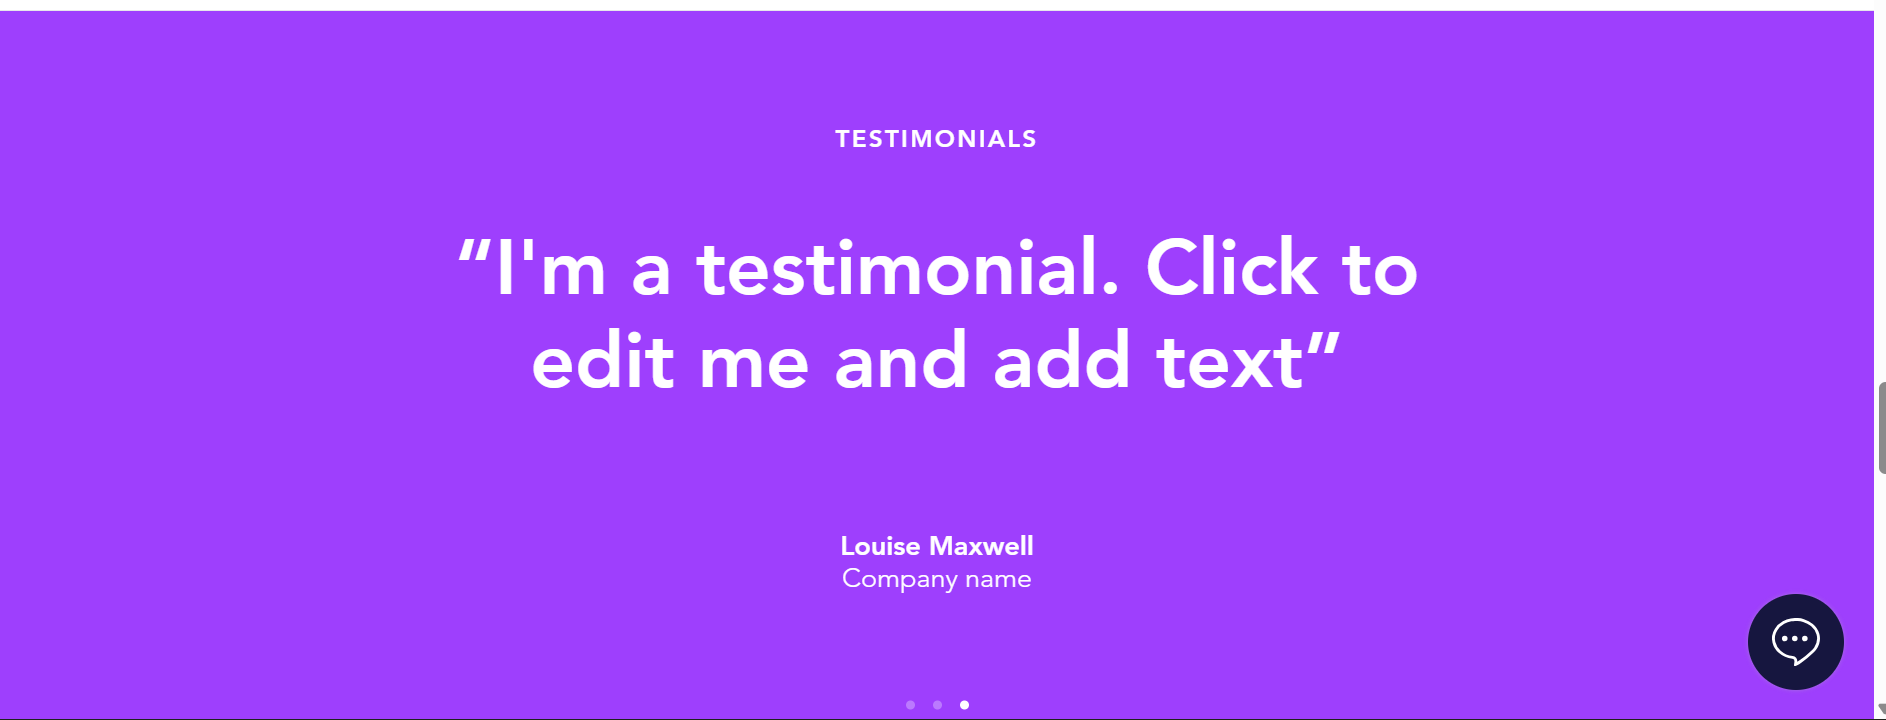 TESTIMONIALS
“I'm a testimonial. Click to
edit me and add text”
Louise Maxwell
Company name